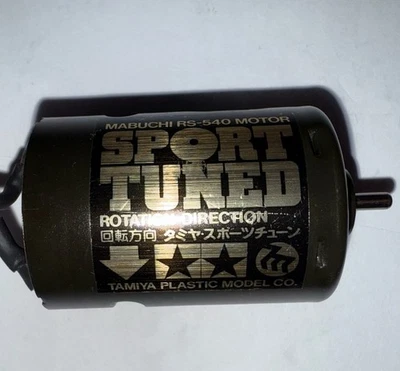 MABUCHI RS-540 MOTOR
SPORT
TUNED
ROTATION DIRECTION
回転方向 タミヤ・スポーツチューン
TAMIYA PLASTIC MODEL CO.